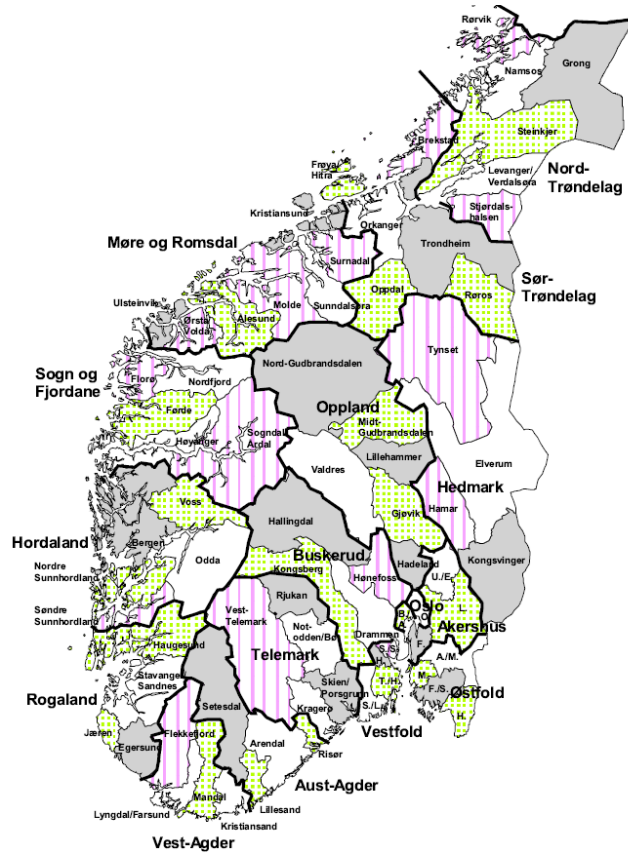 Rørvik
Grong
Namsos
Steinkjer
Brekstad
Frøya/
Hitra
Levanger/
Verdalsøra
Nord-
Trøndelag
Stjørdals-
halsen
Kristiansund
Orkanger
Trondheim
Møre og Romsdal
Surnadal
Sør-
Trøndelag
Oppdal
Røros
Ulsteinvik
Molde
Sunndalsøra
Ørsta
Volda
Ålesund
Tynset
Sogn og
Fjordane
Nord-Gudbrandsdalen
Florø
Nordfjord
Førde
Oppland
Midt-
Gudbrandsdalen
Høyanger
Sogndal
Årdal
Valdres
Lillehammer
Elverum
Hedmark
Hamar
Voss
Gjøvik
Hallingdal
Hordaland
Bergen
Odda
Buskerud
Kongsberg
Hønefoss
Hadeland
Kongsvinger
U./E.
Nordre
Sunnhordland
Rjukan
Oslo
O.
L.
Søndre
Sunnhordland
Vest-
Telemark
B./
A.
Akershus
Not-
odden/Bø
Drammen
F.
Haugesund
Telemark
S./S.
H.
A./M.
Stavanger
Sandnes
Skien/
Porsgrunn
T./H.
M.
F./S.
Østfold
Rogaland
Setesdal
Kragerø
S./L.
H.
Vestfold
Jæren
Egersund
Flekkefjord
Arendal
Risør
Aust-Agder
Mandal
Lillesand
Lyngdal/Farsund
Kristiansand
Vest-Agder